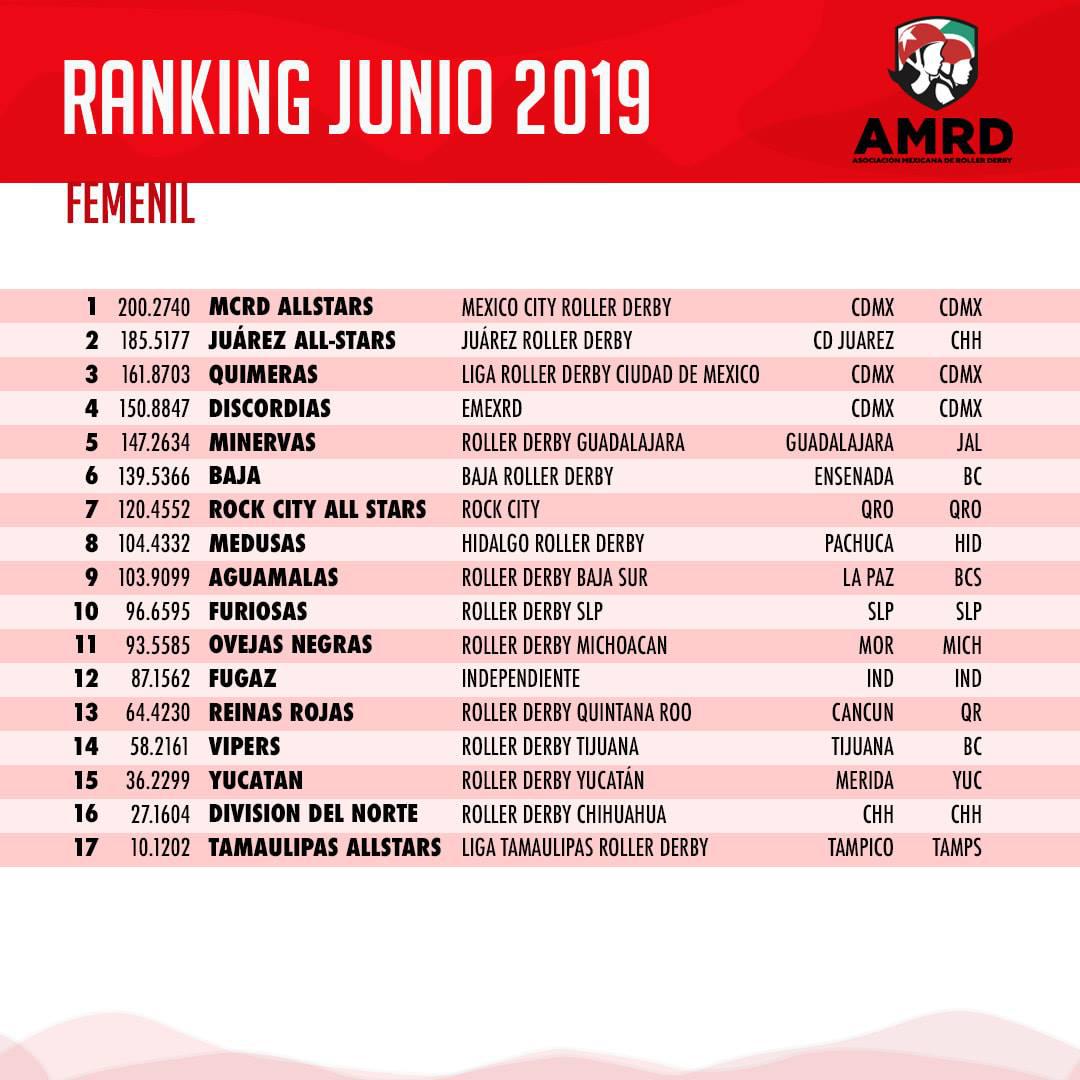 RANKING JUNIO 2019
AMRD
ASOCIACIÓN MEXICANA DE ROLLER DERBY
FEMENIL
1 200.2740 MCRD ALLSTARS MEXICO CITY ROLLER DERBY CDMX CDMX
2 185.5177 JUÁREZ ALL-STARS JUÁREZ ROLLER DERBY CD JUAREZ CHH
3 161.8703 QUIMERAS LIGA ROLLER DERBY CIUDAD DE MEXICO CDMX CDMX
4 150.8847 DISCORDIAS EMEXRD CDMX CDMX
5 147.2634 MINERVAS ROLLER DERBY GUADALAJARA GUADALAJARA JAL
6 139.5366 BAJA BAJA ROLLER DERBY ENSENADA BC
7 120.4552 ROCK CITY ALL STARS ROCK CITY QRO QRO
8 104.4332 MEDUSAS HIDALGO ROLLER DERBY PACHUCA HID
9 103.9099 AGUAMALAS ROLLER DERBY BAJA SUR LA PAZ BCS
10 96.6595 FURIOSAS ROLLER DERBY SLP SLP SLP
11 93.5585 OVEJAS NEGRAS ROLLER DERBY MICHOACAN MOR MICH
12 87.1562 FUGAZ INDEPENDIENTE IND IND
13 64.4230 REINAS ROJAS ROLLER DERBY QUINTANA ROO CANCUN QR
14 58.2161 VIPERS ROLLER DERBY TIJUANA TIJUANA BC
15 36.2299 YUCATAN ROLLER DERBY YUCATÁN MERIDA YUC
16 27.1604 DIVISION DEL NORTE ROLLER DERBY CHIHUAHUA CHH CHH
17 10.1202 TAMAULIPAS ALLSTARS LIGA TAMAULIPAS ROLLER DERBY TAMPICO TAMPS